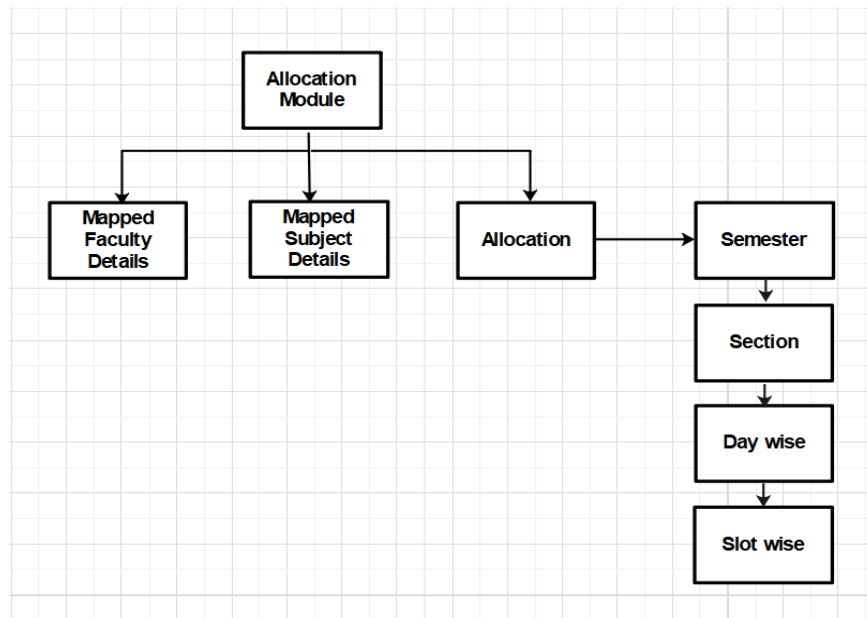 Allocation
Module
Mapped
Faculty
Details
Mapped
Subject
Details
Allocation
Semester
Section
Day wise
Slot wise